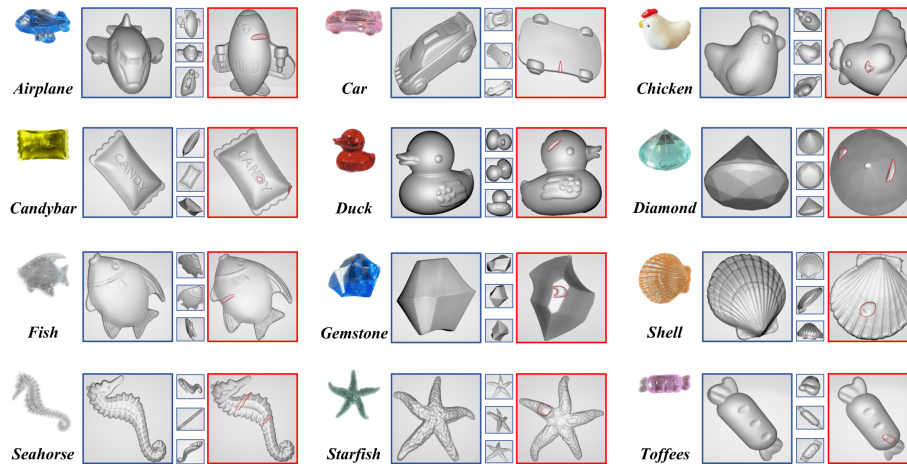 Airplane
Car
Chicken
CANDY
CANDY
Candybar
Duck
Diamond
Fish
Gemstone
Shell
Seahorse
Starfish
Toffees